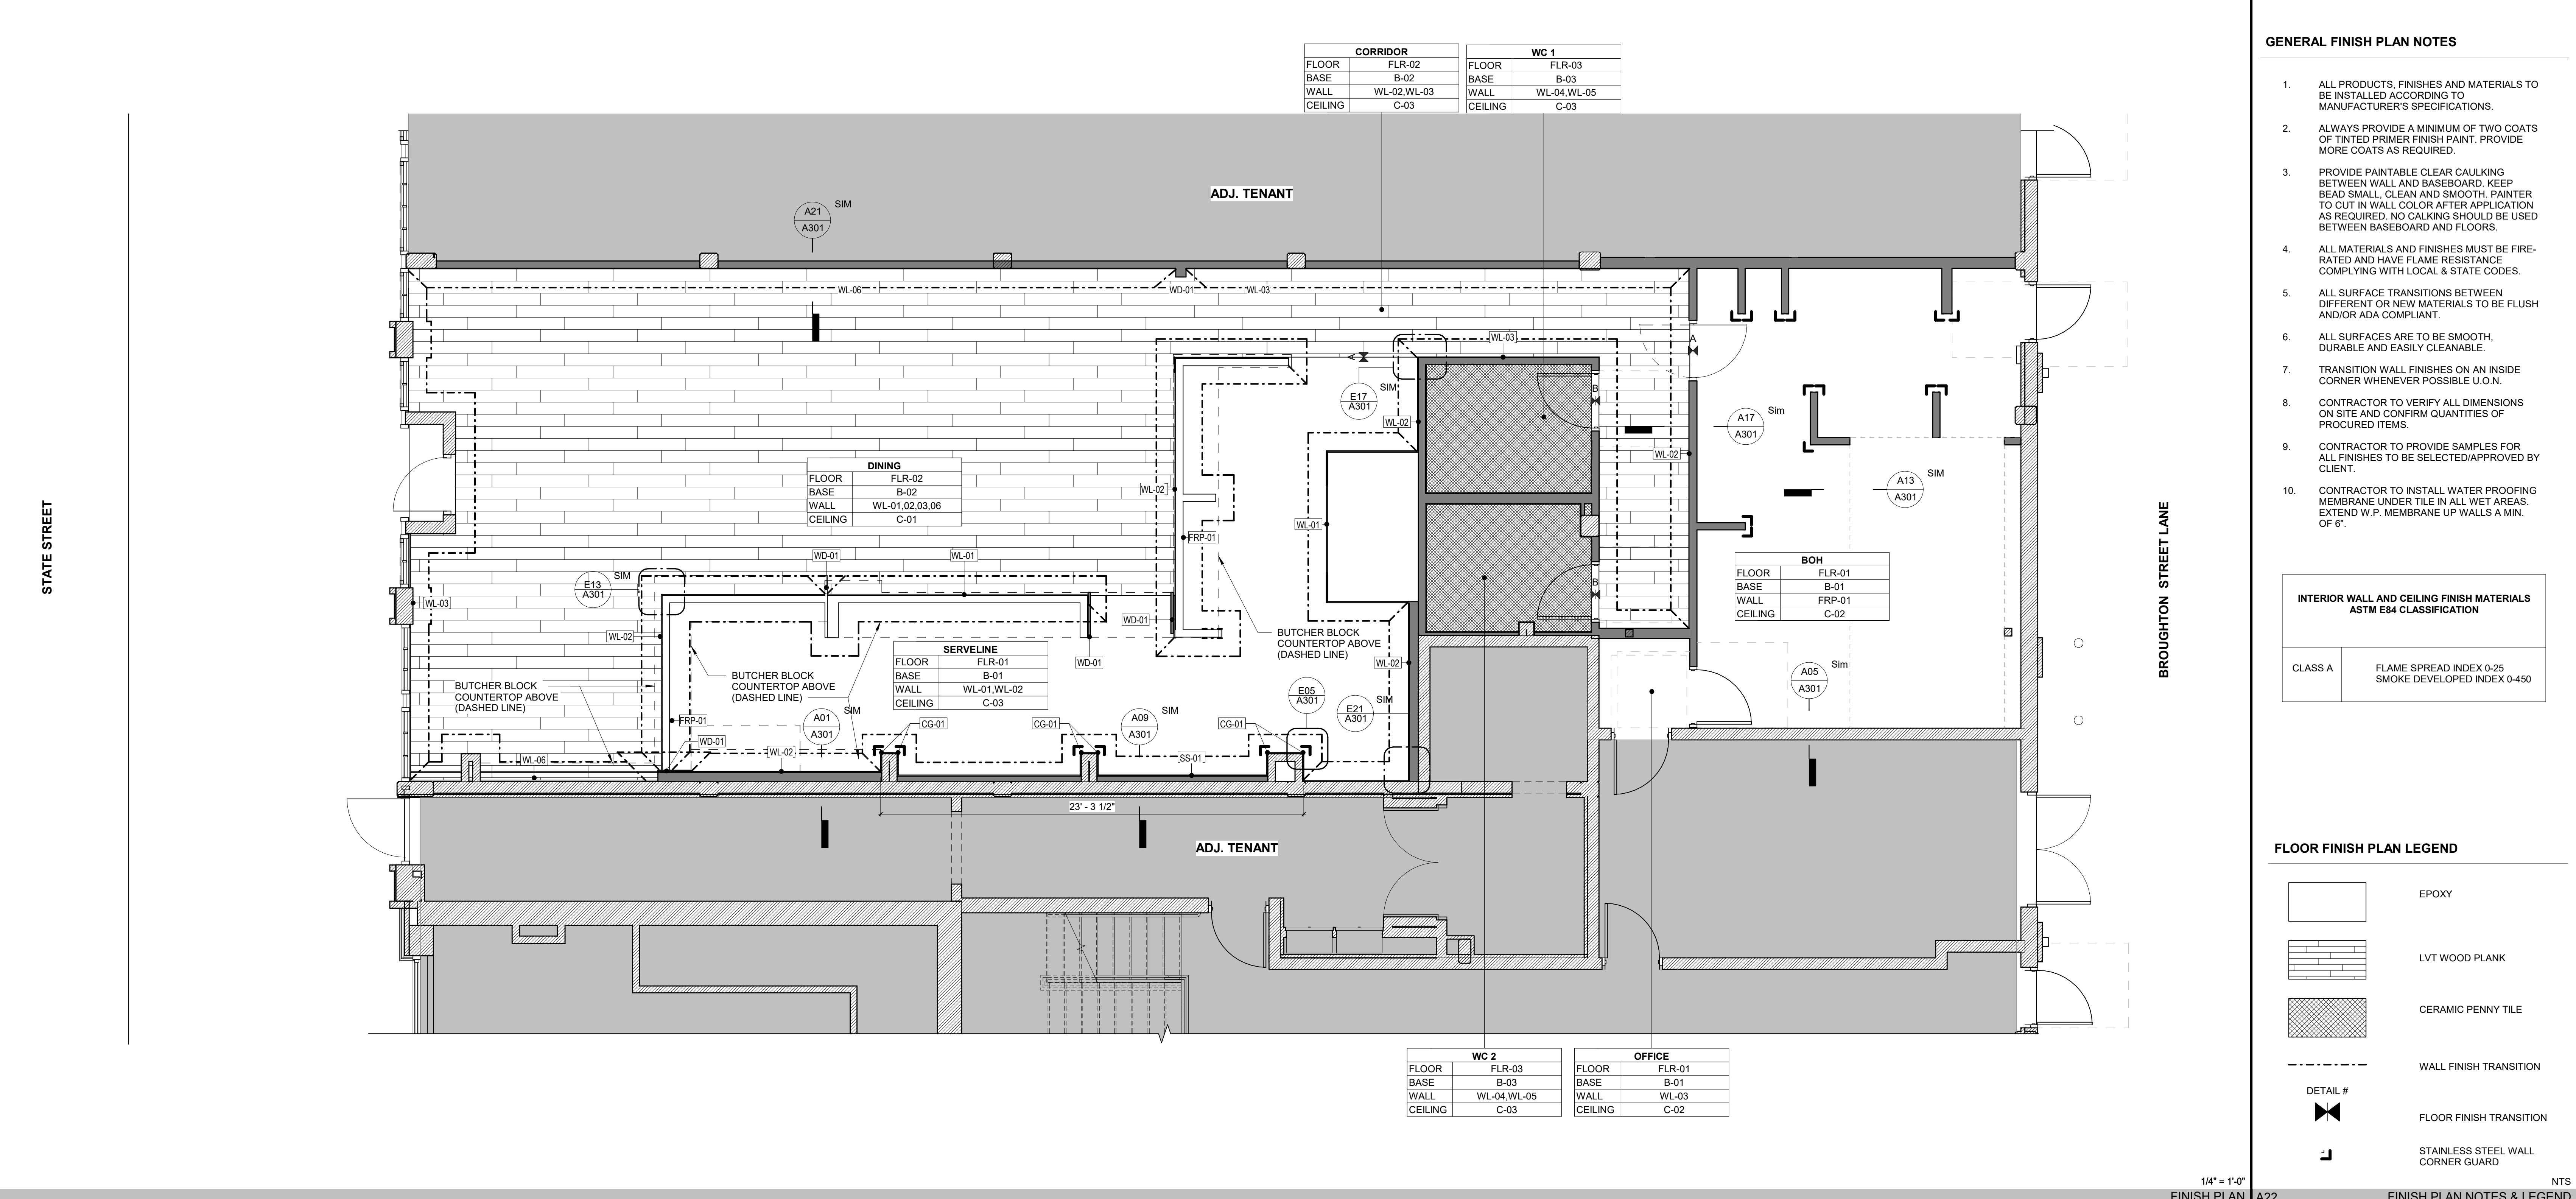 CORRIDOR
FLOOR FLR-02
BASE B-02
WALL WL-02,WL-03
CEILING C-03
WC 1
FLOOR FLR-03
BASE B-03
WALL WL-04,WL-05
CEILING C-03
ADJ. TENANT
A21
A301
SIM
WL-06
WD-01
WL-03
WL-03
A
E17
A301
SIM
WL-02
B
A17
A301
Sim
WL-02
A13
A301
SIM
STATE STREET
BROUGHTON STREET LANE
DINING
FLOOR FLR-02
BASE B-02
WALL WL-01,02,03,06
CEILING C-01
WL-02
WL-01
FRP-01
WD-01
WL-01
E13
A301
SIM
WL-03
WL-02
WD-01
B
BOH
FLOOR FLR-01
BASE B-01
WALL FRP-01
CEILING C-02
BUTCHER BLOCK
COUNTERTOP ABOVE
(DASHED LINE)
SERVELINE
FLOOR FLR-01
BASE B-01
WALL WL-01,WL-02
CEILING C-03
WD-01
WL-02
A05
A301
Sim
BUTCHER BLOCK
COUNTERTOP ABOVE
(DASHED LINE)
BUTCHER BLOCK
COUNTERTOP ABOVE
(DASHED LINE)
FRP-01
WD-01
WL-02
A01
A301
SIM
CG-01
CG-01
A09
A301
SIM
CG-01
E05
A301
E21
A301
SIM
WL-06
SS-01
23' - 3 1/2"
ADJ. TENANT
WC 2
FLOOR FLR-03
BASE B-03
WALL WL-04,WL-05
CEILING C-03
OFFICE
FLOOR FLR-01
BASE B-01
WALL WL-03
CEILING C-02
1/4" = 1'-0"
FINISH PLAN
GENERAL FINISH PLAN NOTES
1. ALL PRODUCTS, FINISHES AND MATERIALS TO
BE INSTALLED ACCORDING TO
MANUFACTURER'S SPECIFICATIONS.
2. ALWAYS PROVIDE A MINIMUM OF TWO COATS
OF TINTED PRIMER FINISH PAINT. PROVIDE
MORE COATS AS REQUIRED.
3. PROVIDE PAINTABLE CLEAR CAULKING
BETWEEN WALL AND BASEBOARD. KEEP
BEAD SMALL, CLEAN AND SMOOTH. PAINTER
TO CUT IN WALL COLOR AFTER APPLICATION
AS REQUIRED. NO CALKING SHOULD BE USED
BETWEEN BASEBOARD AND FLOORS.
4. ALL MATERIALS AND FINISHES MUST BE FIRE-
RATED AND HAVE FLAME RESISTANCE
COMPLYING WITH LOCAL & STATE CODES.
5. ALL SURFACE TRANSITIONS BETWEEN
DIFFERENT OR NEW MATERIALS TO BE FLUSH
AND/OR ADA COMPLIANT.
6. ALL SURFACES ARE TO BE SMOOTH,
DURABLE AND EASILY CLEANABLE.
7. TRANSITION WALL FINISHES ON AN INSIDE
CORNER WHENEVER POSSIBLE U.O.N.
8. CONTRACTOR TO VERIFY ALL DIMENSIONS
ON SITE AND CONFIRM QUANTITIES OF
PROCURED ITEMS.
9. CONTRACTOR TO PROVIDE SAMPLES FOR
ALL FINISHES TO BE SELECTED/APPROVED BY
CLIENT.
10. CONTRACTOR TO INSTALL WATER PROOFING
MEMBRANE UNDER TILE IN ALL WET AREAS.
EXTEND W.P. MEMBRANE UP WALLS A MIN.
OF 6".
INTERIOR WALL AND CEILING FINISH MATERIALS
ASTM E84 CLASSIFICATION
CLASS A
FLAME SPREAD INDEX 0-25
SMOKE DEVELOPED INDEX 0-450
FLOOR FINISH PLAN LEGEND
EPOXY
LVT WOOD PLANK
CERAMIC PENNY TILE
WALL FINISH TRANSITION
DETAIL #
FLOOR FINISH TRANSITION
STAINLESS STEEL WALL
CORNER GUARD
NTS
A22 FINISH PLAN NOTES & LEGEND